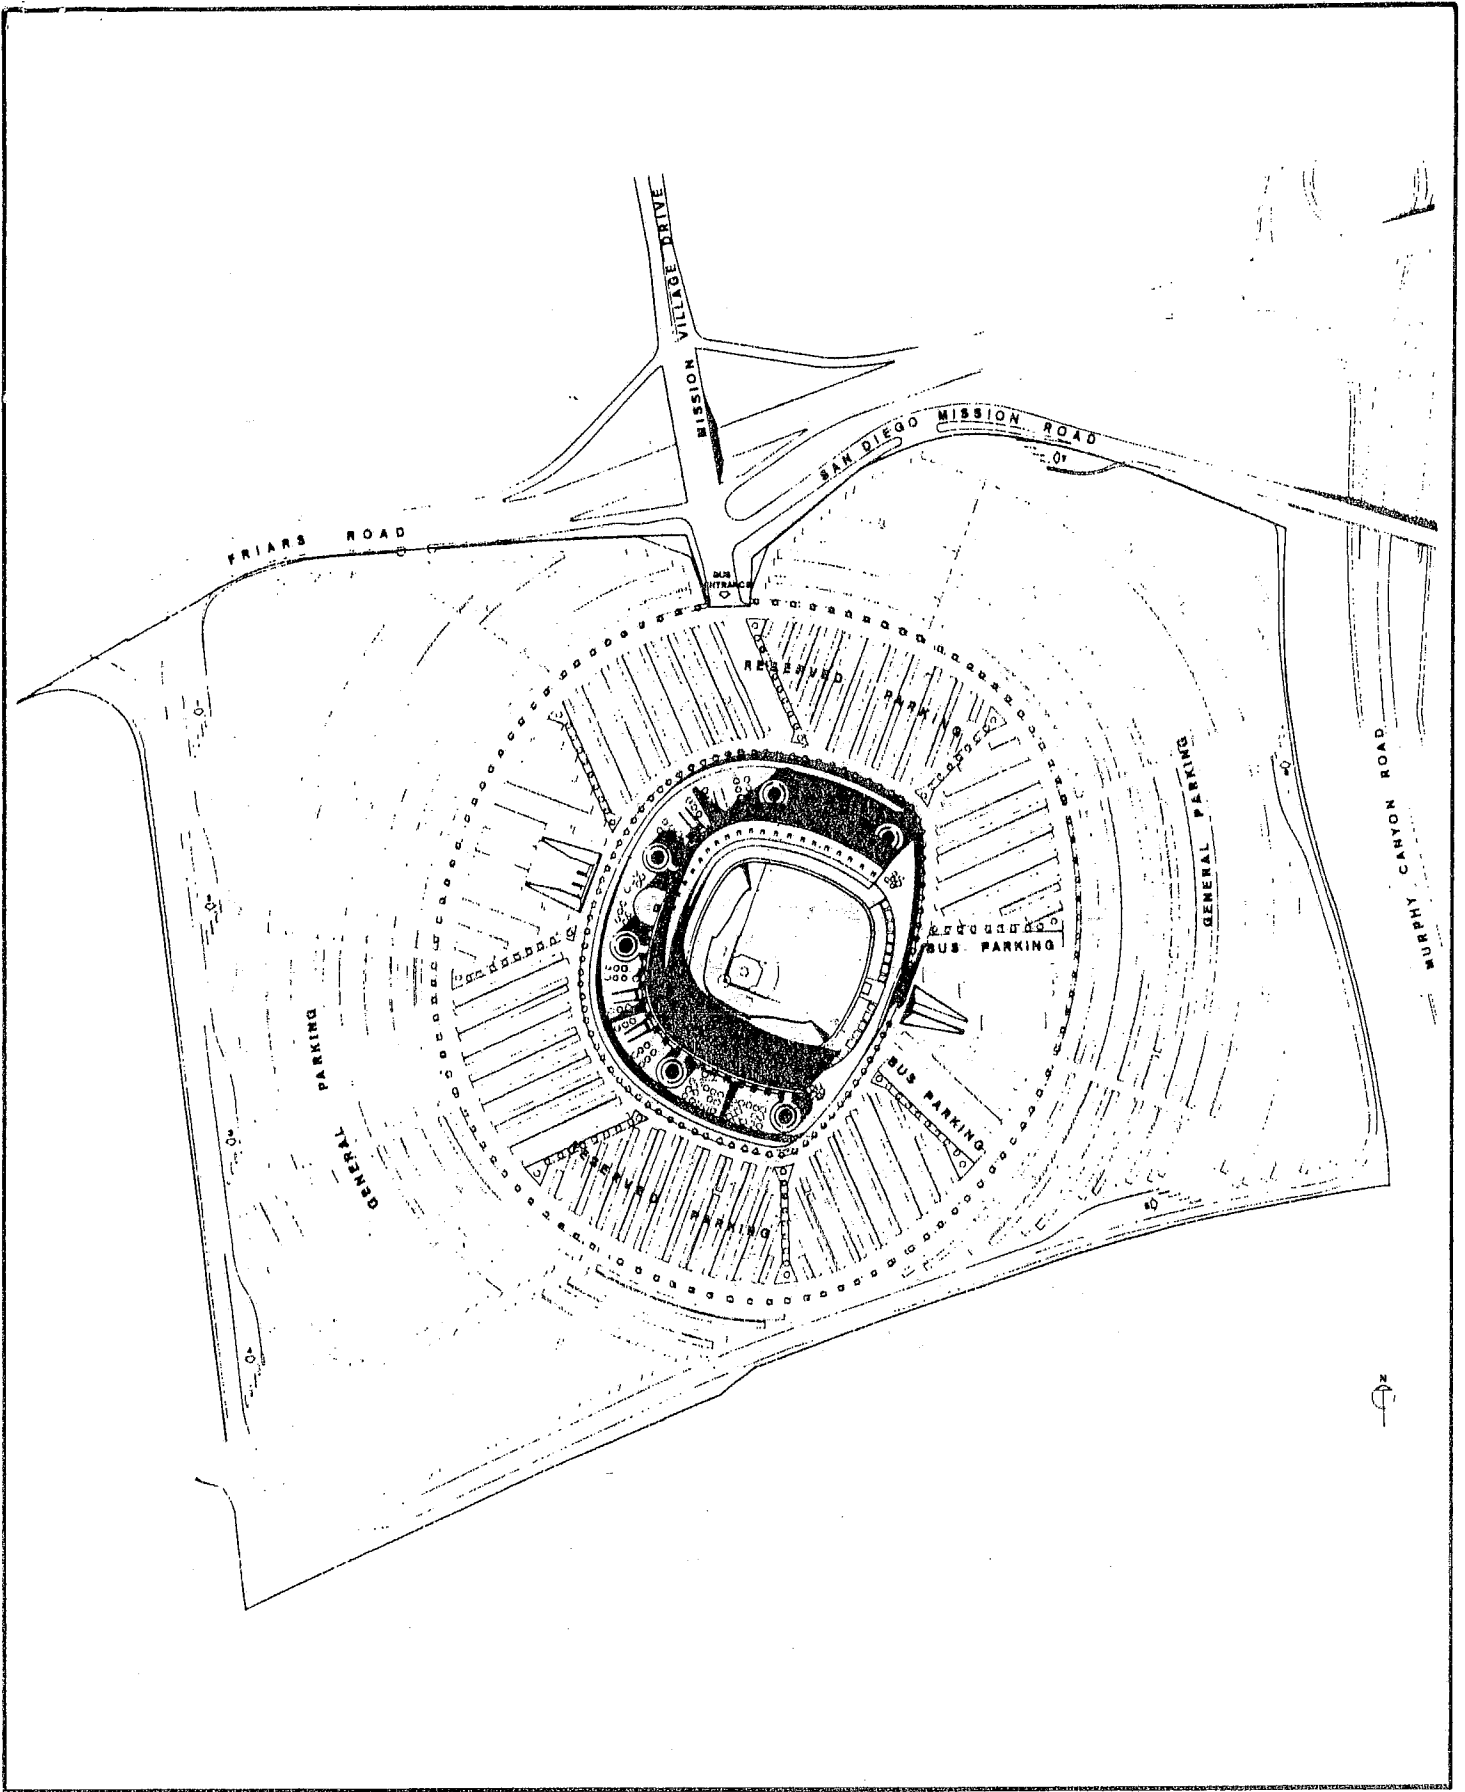 MISSION VILLAGE DRIVE
SAN DIEGO MISSION ROAD
FRIARS ROAD
BUS
ENTRANCE
RESERVED PARKING
GENERAL PARKING
MURPHY CANYON ROAD
BUS PARKING
GENERAL PARKING
BUS PARKING
RESERVED PARKING
N